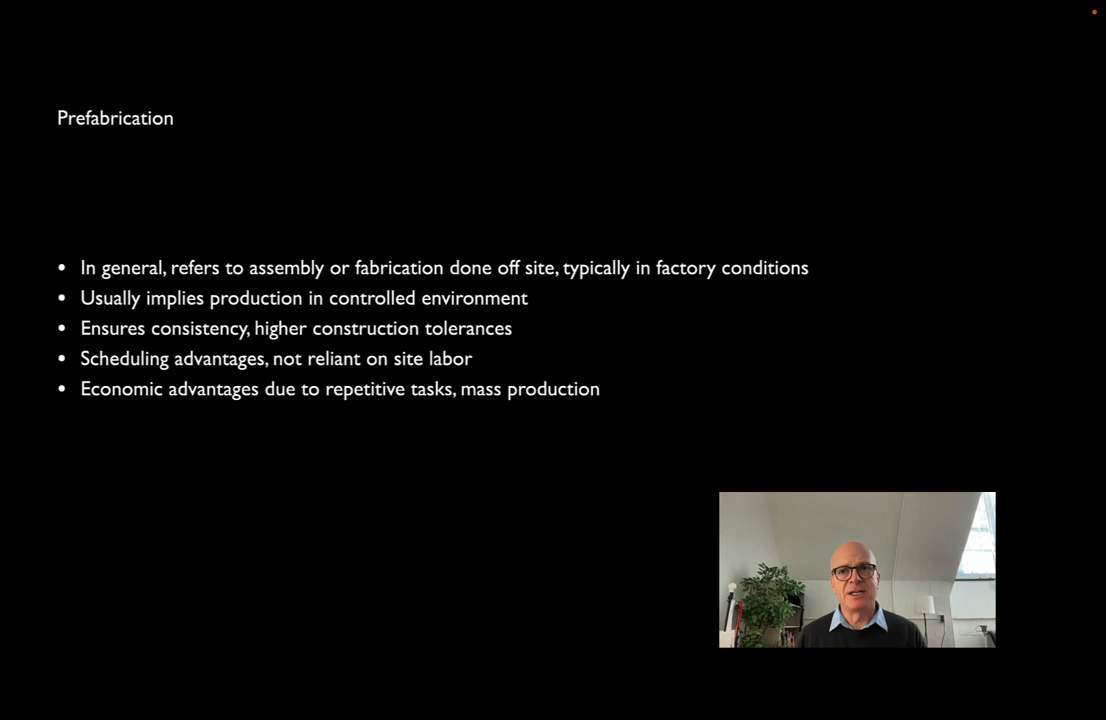 Prefabrication
• In general, refers to assembly or fabrication done off site, typically in factory conditions
• Usually implies production in controlled environment
• Ensures consistency, higher construction tolerances
• Scheduling advantages, not reliant on site labor
• Economic advantages due to repetitive tasks, mass production